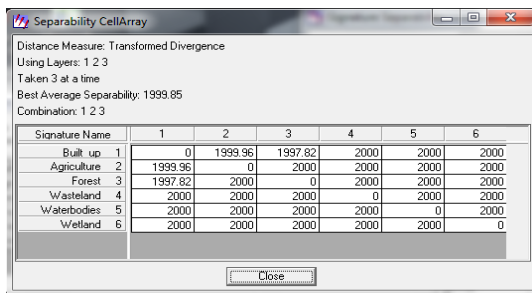 Separability CellArray
Distance Measure: Transformed Divergence
Using Layers: 1 2 3
Taken 3 at a time
Best Average Separability: 1999.85
Combination: 1 2 3
Signature Name 1 2 3 4 5 6
Built up 1 0 1999.96 1997.82 2000 2000 2000
Agriculture 2 1999.96 0 2000 2000 2000 2000
Forest 3 1997.82 2000 0 2000 2000 2000
Wasteland 4 2000 2000 2000 0 2000 2000
Waterbodies 5 2000 2000 2000 2000 0 2000
Wetland 6 2000 2000 2000 2000 2000 0
Close